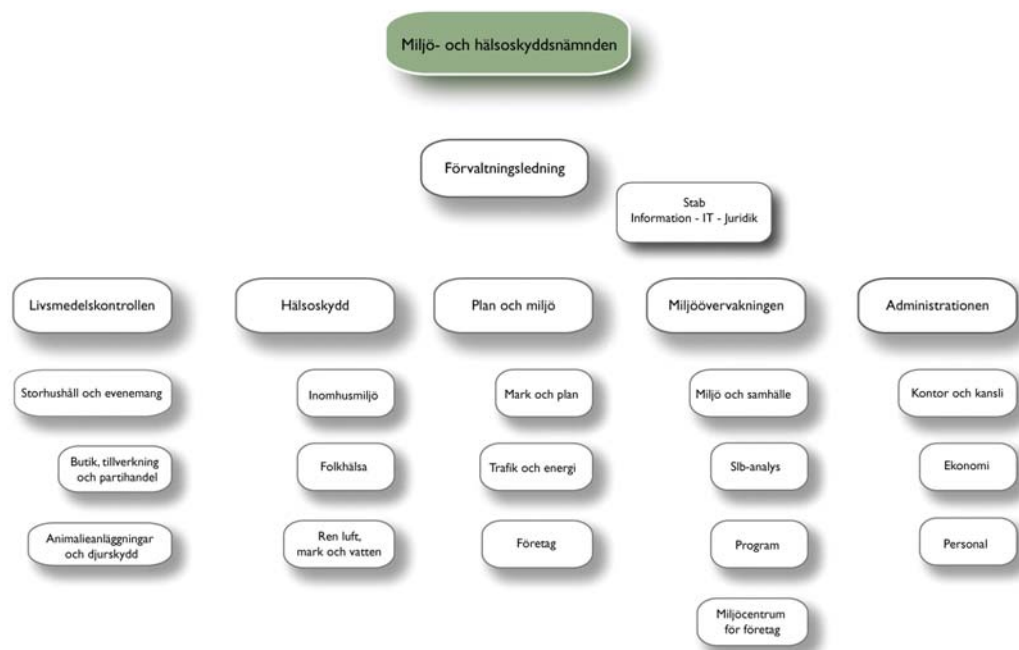 Miljö- och hälsoskyddsnämnden
Förvaltningsledning
Stab
Information - IT - Juridik
Livsmedelskontrollen
Hälsoskydd
Plan och miljö
Miljöövervakningen
Administrationen
Storhushåll och evenemang
Inomhusmiljö
Mark och plan
Miljö och samhälle
Kontor och kansli
Butik, tillverkning
och partihandel
Folkhälsa
Trafik och energi
Slb-analys
Ekonomi
Animalieanläggningar
och djurskydd
Ren luft,
mark och vatten
Företag
Program
Personal
Miljöcentrum
för företag